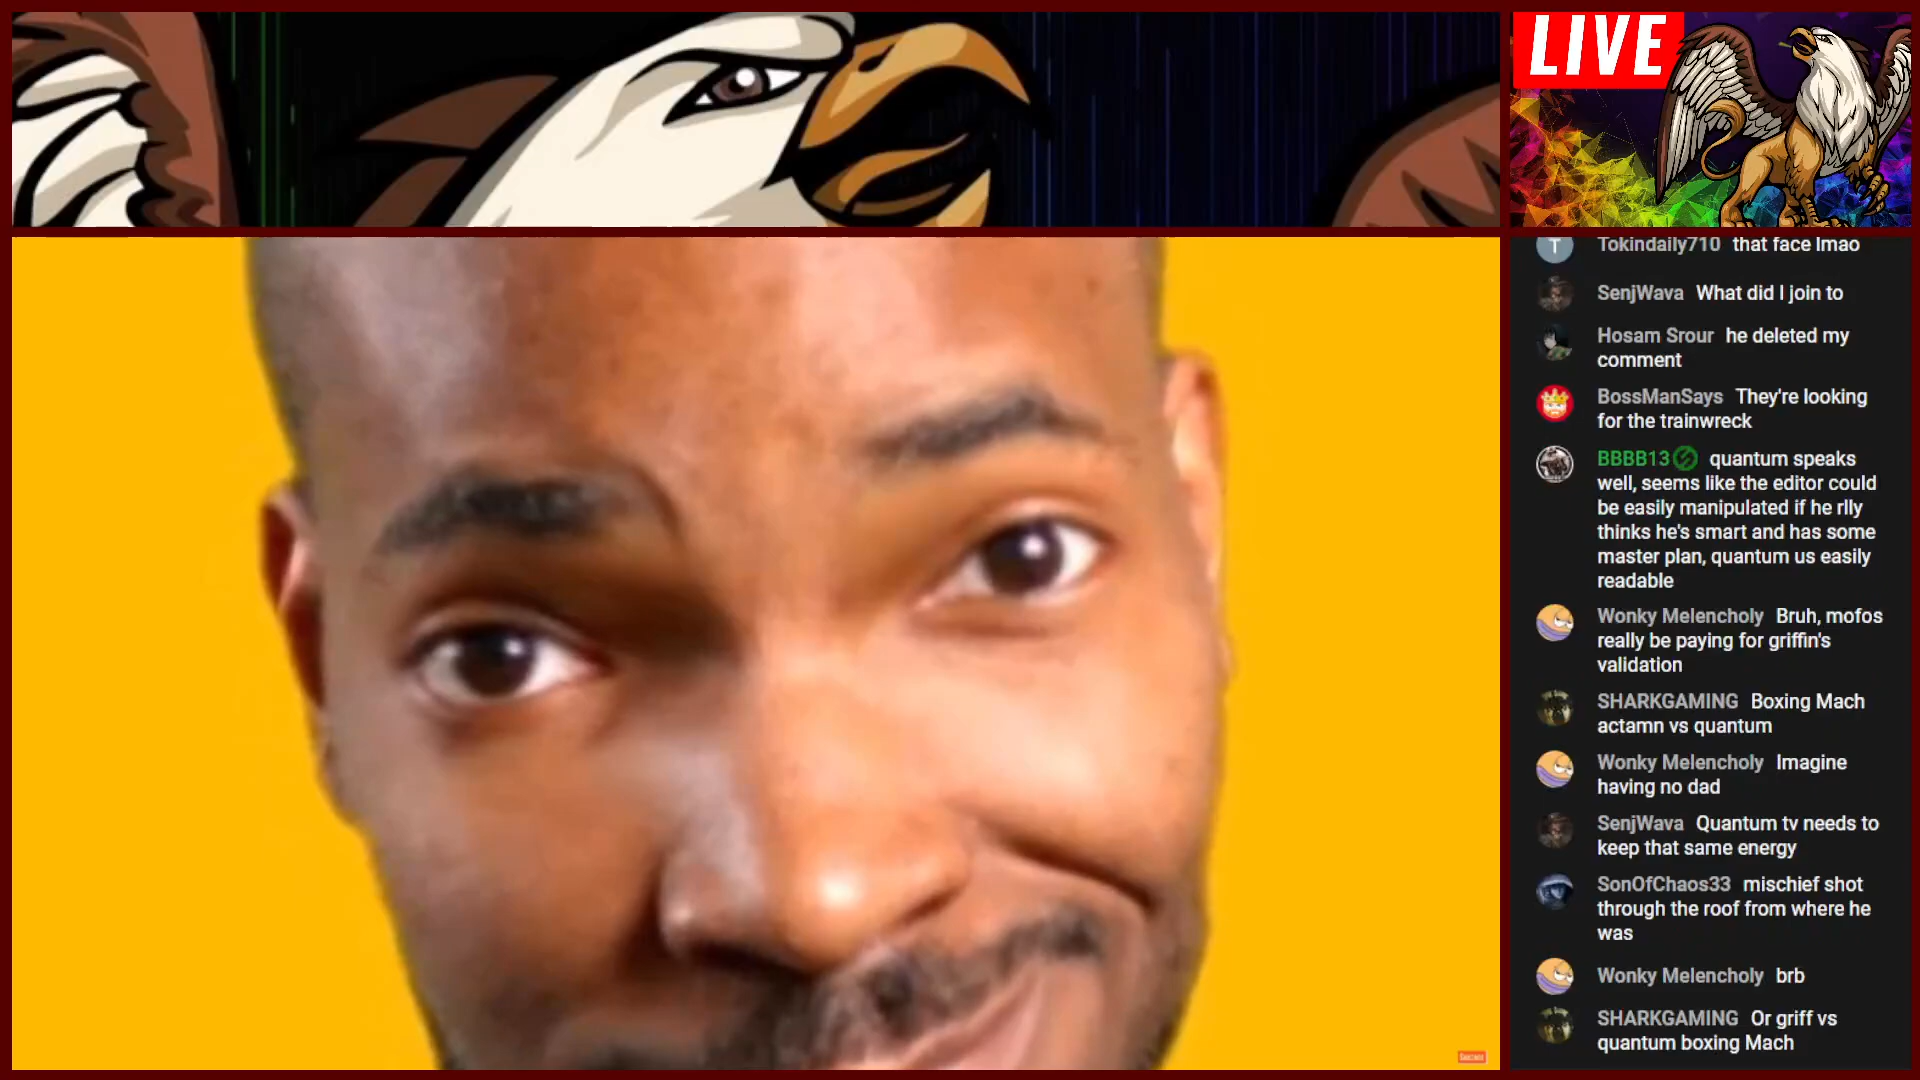 LIVE
T Tokindaily710 that face lmao
SenjWava What did I join to
Hosam Srour he deleted my
comment
BossManSays They're looking
for the trainwreck
BBBB13 quantum speaks
well, seems like the editor could
be easily manipulated if he rlly
thinks he's smart and has some
master plan, quantum us easily
readable
Wonky Melencholy Bruh, mofos
really be paying for griffin's
validation
SHARKGAMING Boxing Mach
actamn vs quantum
Wonky Melencholy Imagine
having no dad
SenjWava Quantum tv needs to
keep that same energy
SonOfChaos33 mischief shot
through the roof from where he
was
Wonky Melencholy brb
SHARKGAMING Or griff vs
quantum boxing Mach